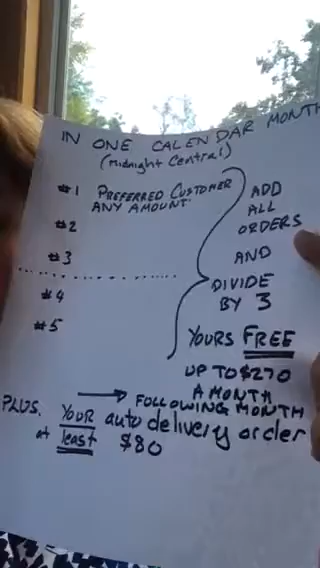 IN ONE CALENDAR MONTH
(Midnight Central)
#1 PREFERRED CUSTOMER
ANY AMOUNT.
#2
#3
#4
#5
ADD
ALL
ORDERS
AND
DIVIDE
BY 3
YOURS FREE
UP TO $270
A MONTH
→ FOLLOWING MONTH
PLUS. YOUR auto delivery order
at least $80